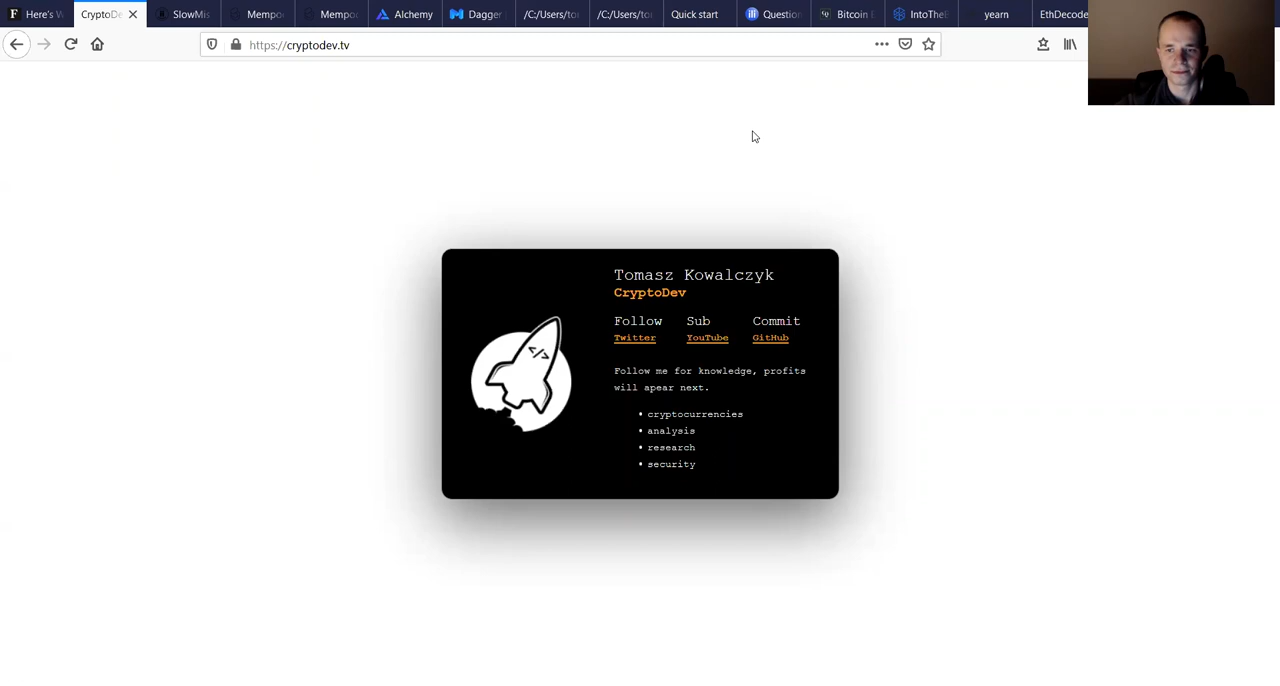 Here's W
CryptoDe
SlowMis
Mempo
Mempo
Alchemy
Dagger
/C:/Users/to
/C:/Users/to
Quick start
Question
Bitcoin E
IntoTheB
yearn
EthDecode
https://cryptodev.tv
Tomasz Kowalczyk
CryptoDev
Follow Sub Commit
Twitter YouTube GitHub
Follow me for knowledge, profits
will apear next.
• cryptocurrencies
• analysis
• research
• security